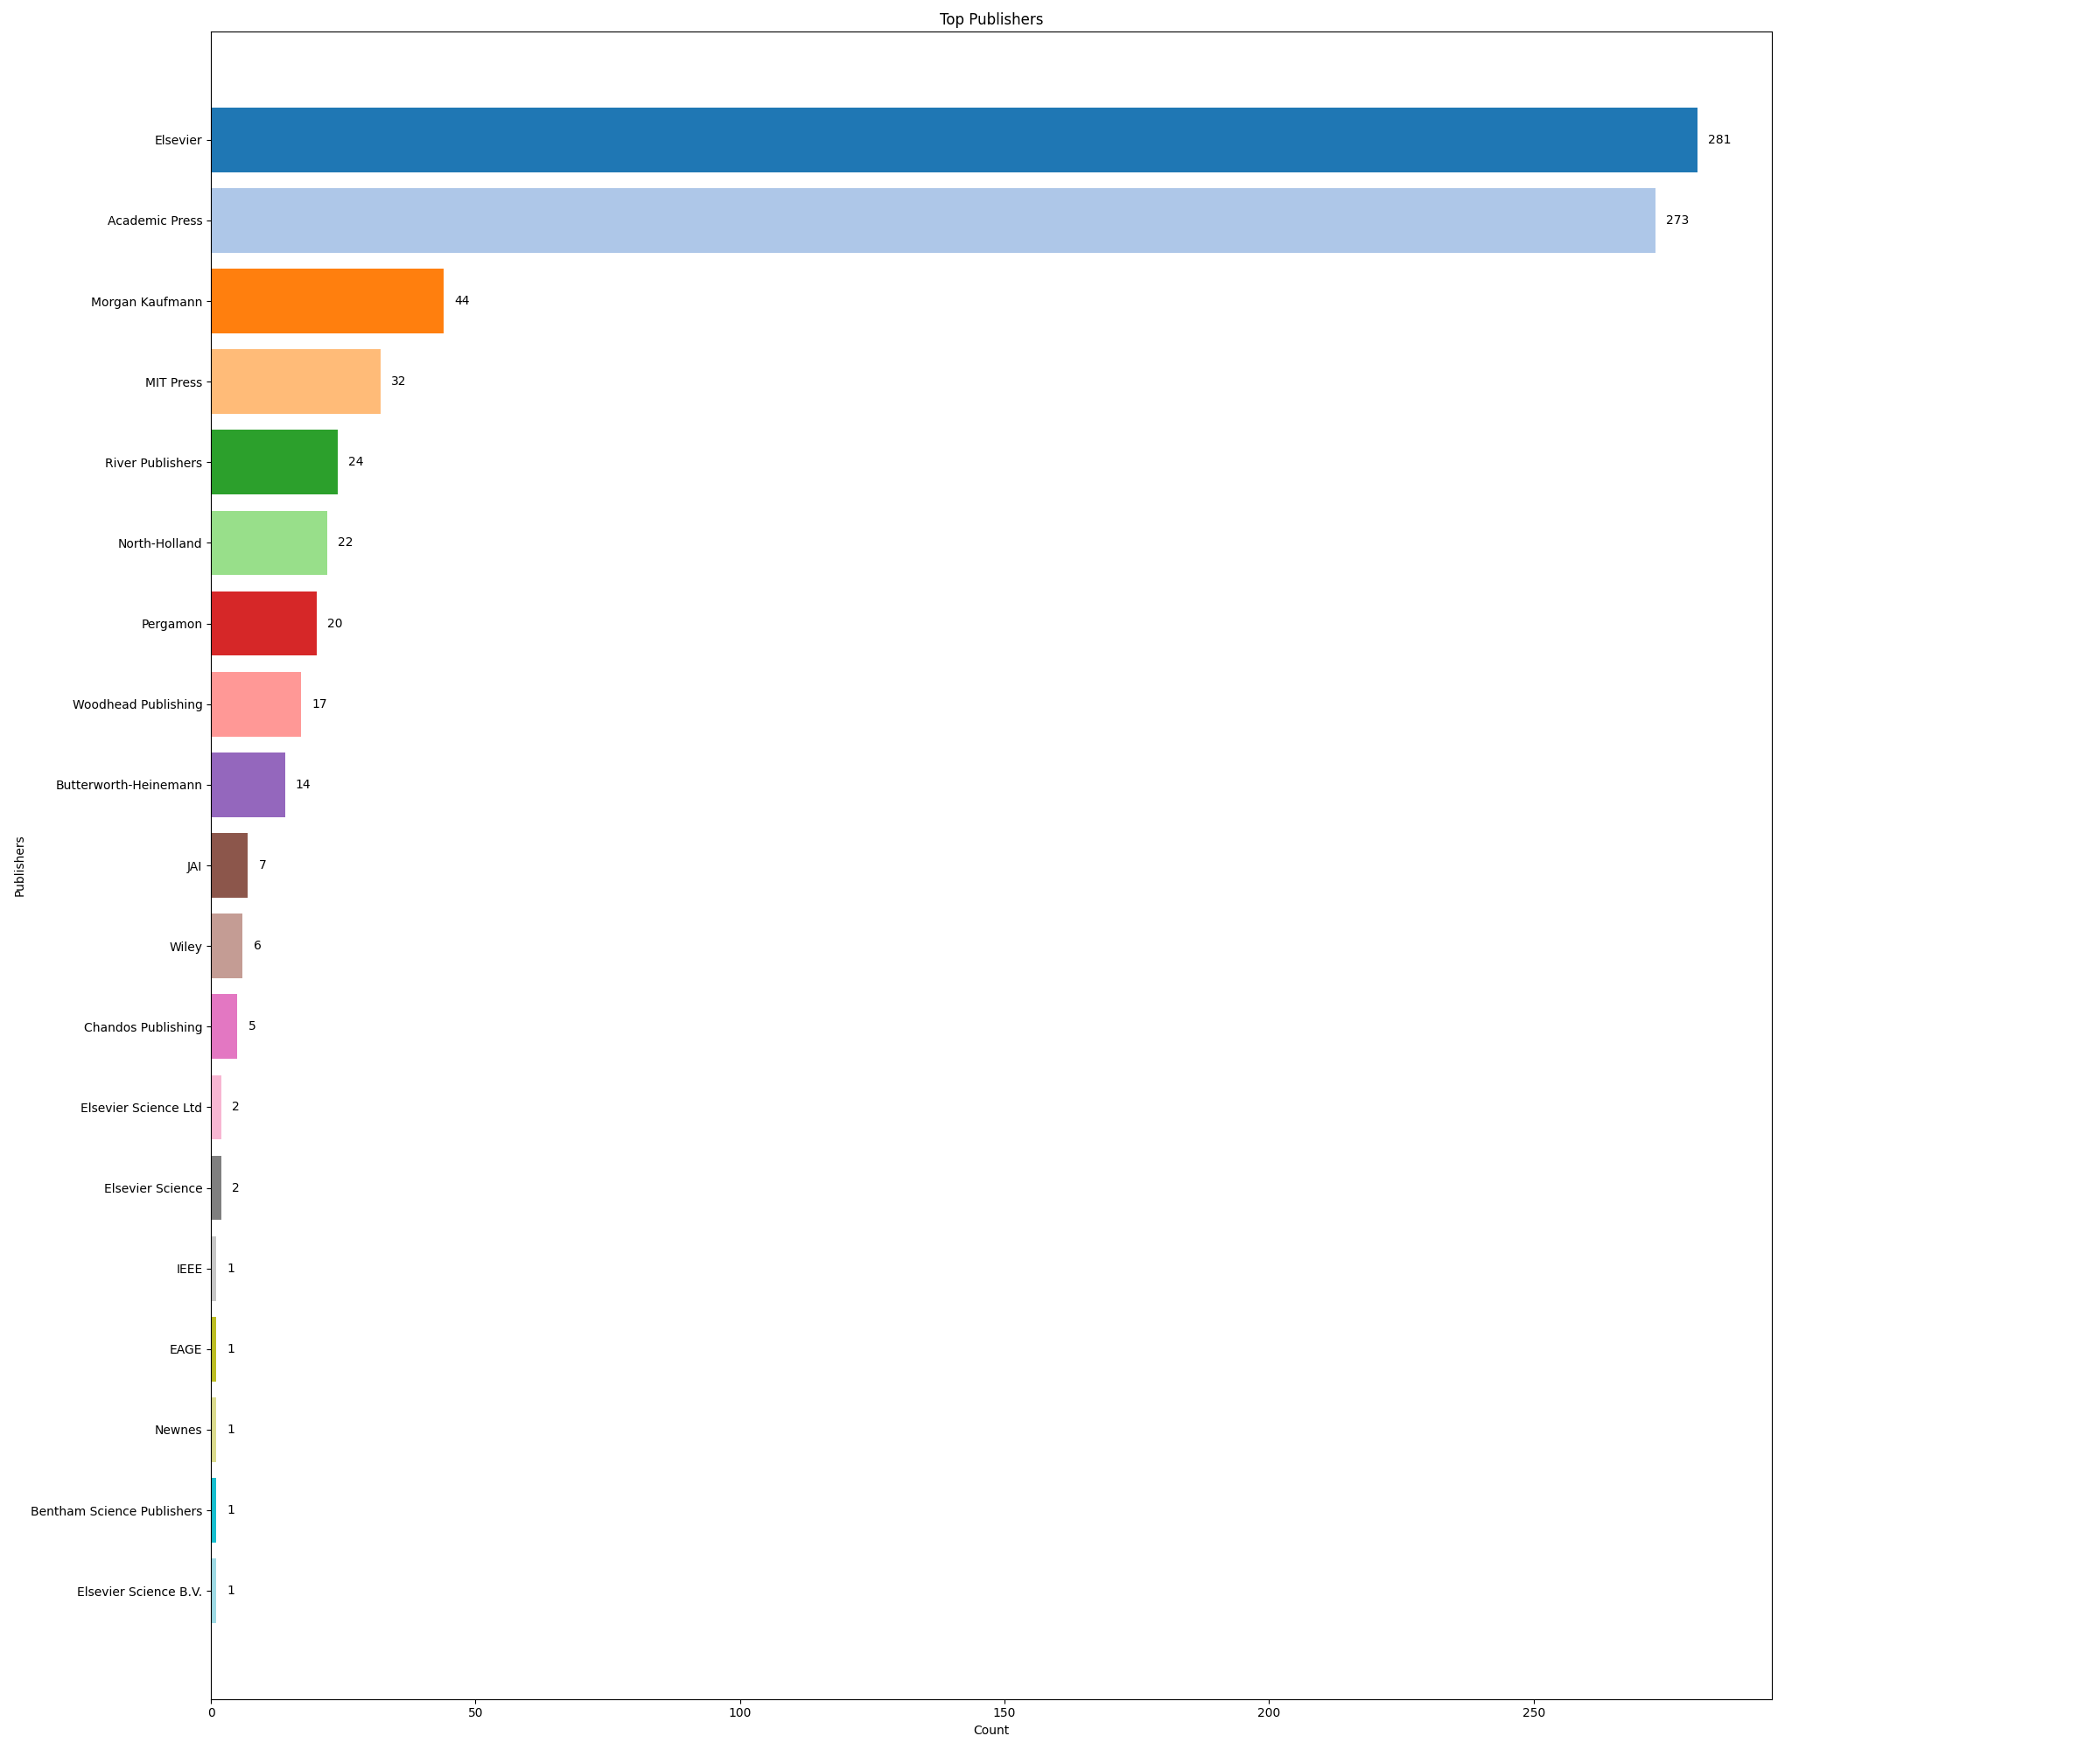 Top Publishers
Elsevier 281
Academic Press 273
Morgan Kaufmann 44
MIT Press 32
River Publishers 24
North-Holland 22
Pergamon 20
Woodhead Publishing 17
Butterworth-Heinemann 14
JAI 7
Wiley 6
Chandos Publishing 5
Elsevier Science Ltd 2
Elsevier Science 2
IEEE 1
EAGE 1
Newnes 1
Bentham Science Publishers 1
Elsevier Science B.V. 1
Publishers
0 50 100 150 200 250
Count